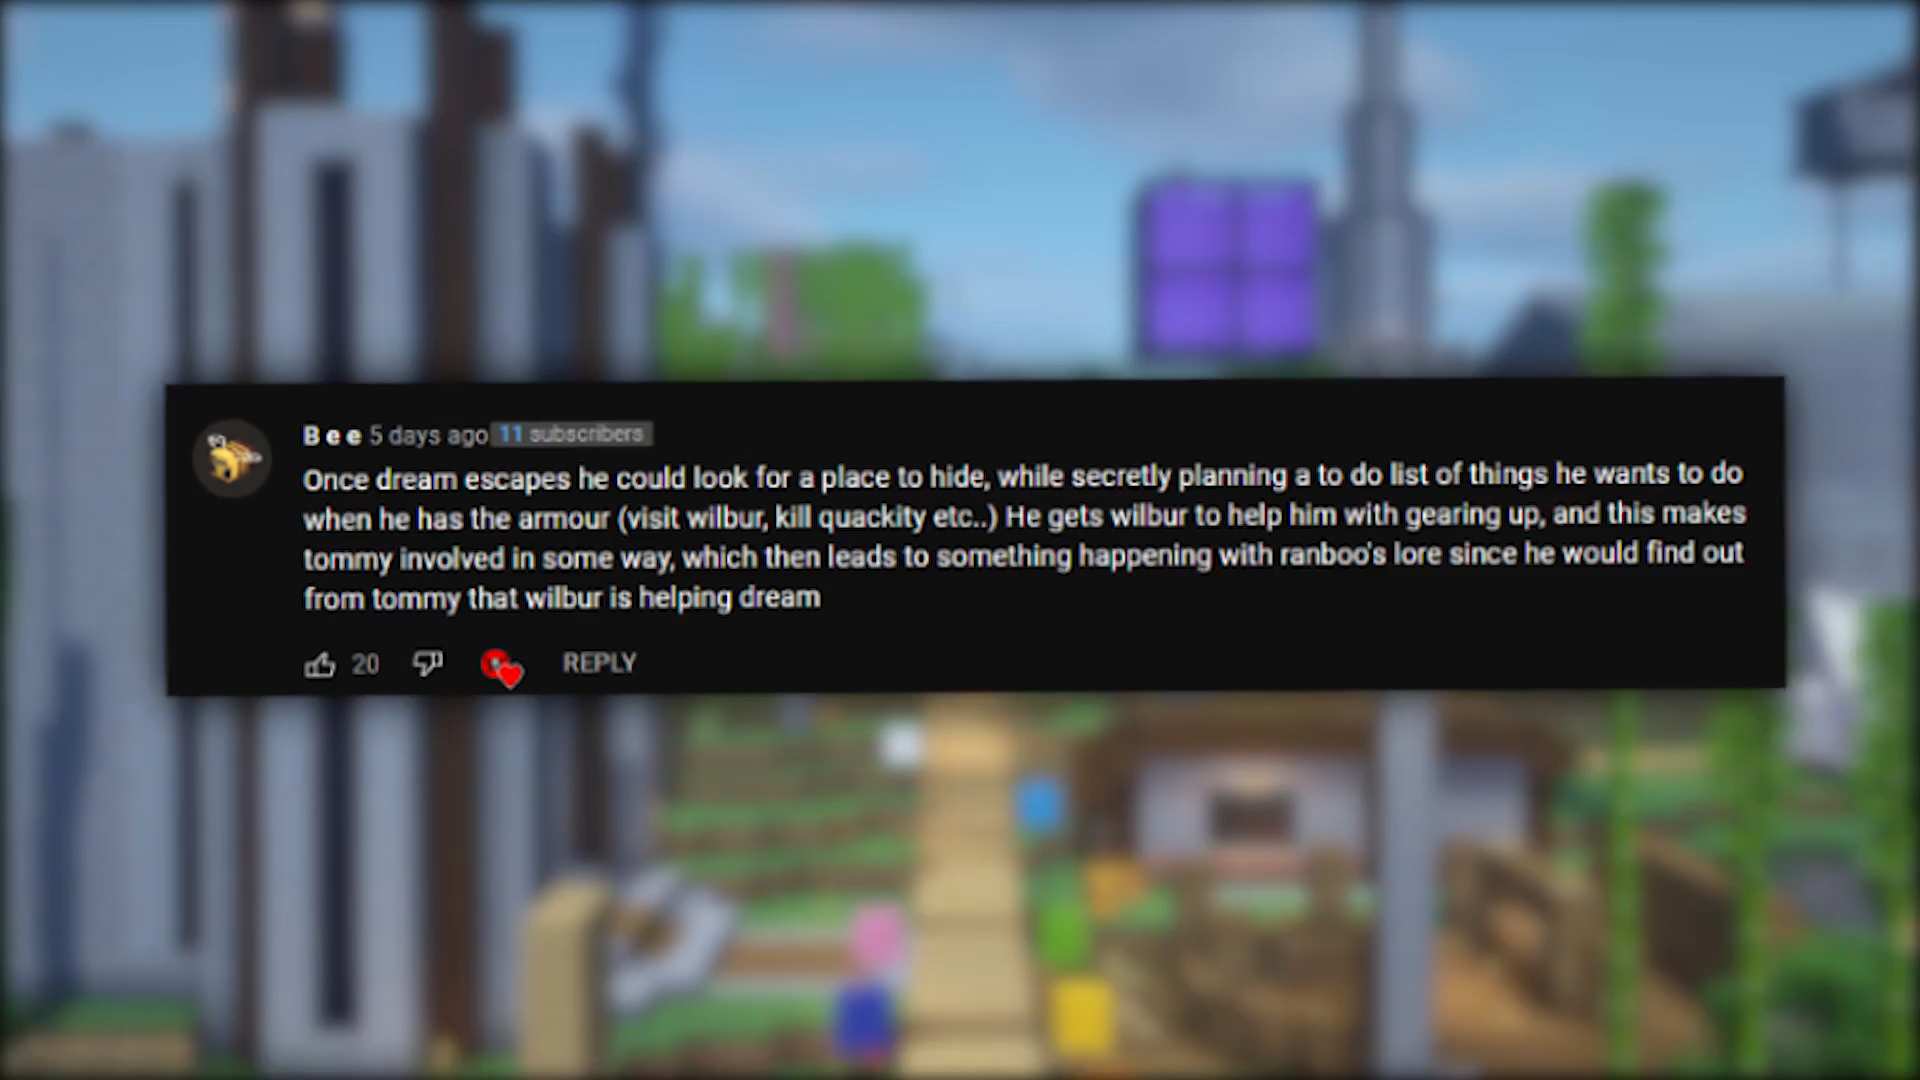 B e e 5 days ago 11 subscribers
Once dream escapes he could look for a place to hide, while secretly planning a to do list of things he wants to do
when he has the armour (visit wilbur, kill quackity etc..) He gets wilbur to help him with gearing up, and this makes
tommy involved in some way, which then leads to something happening with ranboo's lore since he would find out
from tommy that wilbur is helping dream
20 REPLY